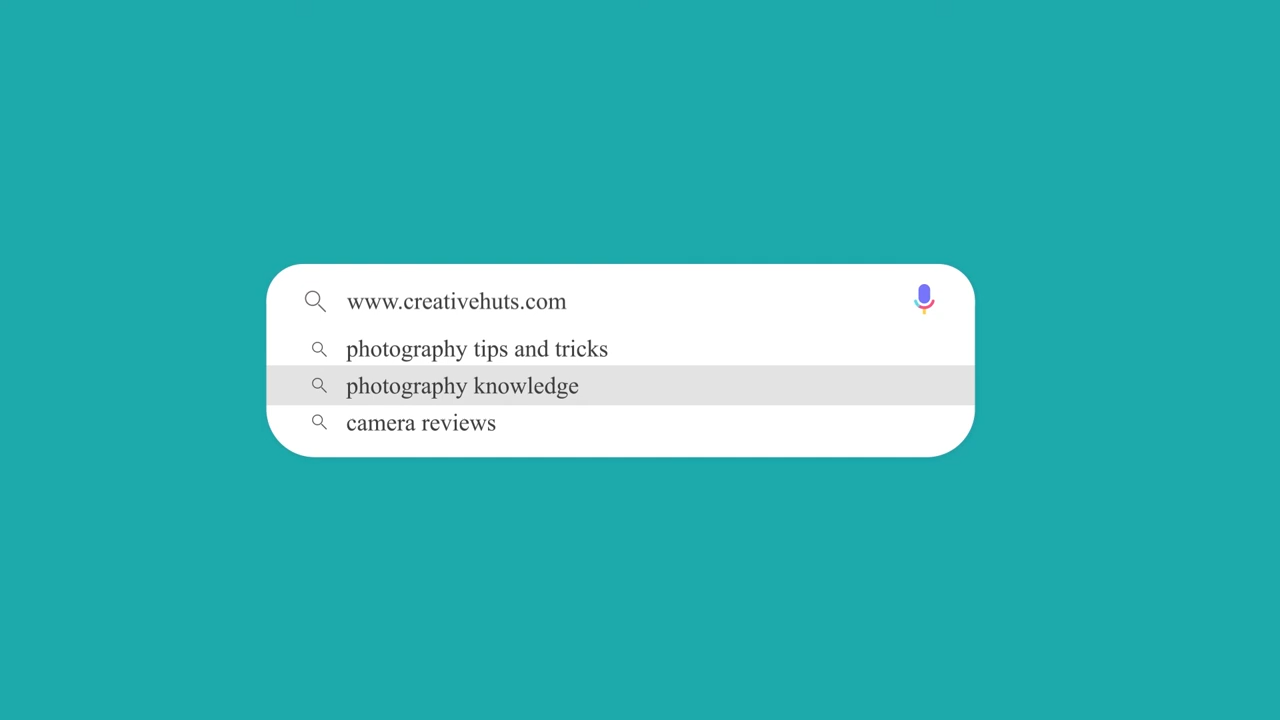 www.creativehuts.com
photography tips and tricks
photography knowledge
camera reviews